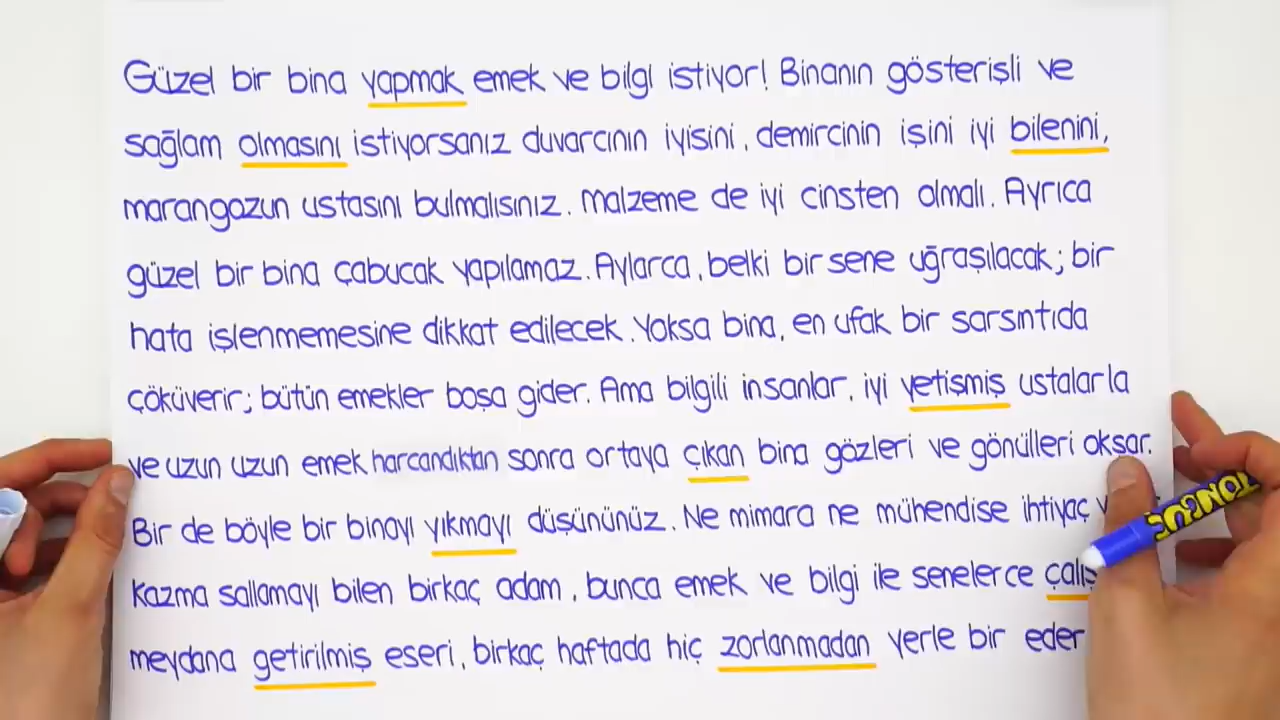 Güzel bir bina yapmak emek ve bilgi istiyor! Binanın gösterişli ve
sağlam olmasını istiyorsanız duvarcının iyisini, demircinin işini iyi bilenini,
marangozun ustasını bulmalısınız. Malzeme de iyi cinsten olmalı. Ayrıca
güzel bir bina çabucak yapılamaz. Aylarca, belki bir sene uğraşılacak; bir
hata işlenmemesine dikkat edilecek. Yoksa bina, en ufak bir sarsıntıda
çöküverir; bütün emekler boşa gider. Ama bilgili insanlar, iyi yetişmiş ustalarla
ve uzun uzun emek harcandıktan sonra ortaya çıkan bina gözleri ve gönülleri okşar.
Bir de böyle bir binayı yıkmayı düşününüz. Ne mimara ne mühendise ihtiyaç
Kazma sallamayı bilen birkaç adam, bunca emek ve bilgi ile senelerce
meydana getirilmiş eseri, birkaç haftada hiç zorlanmadan yerle bir eder